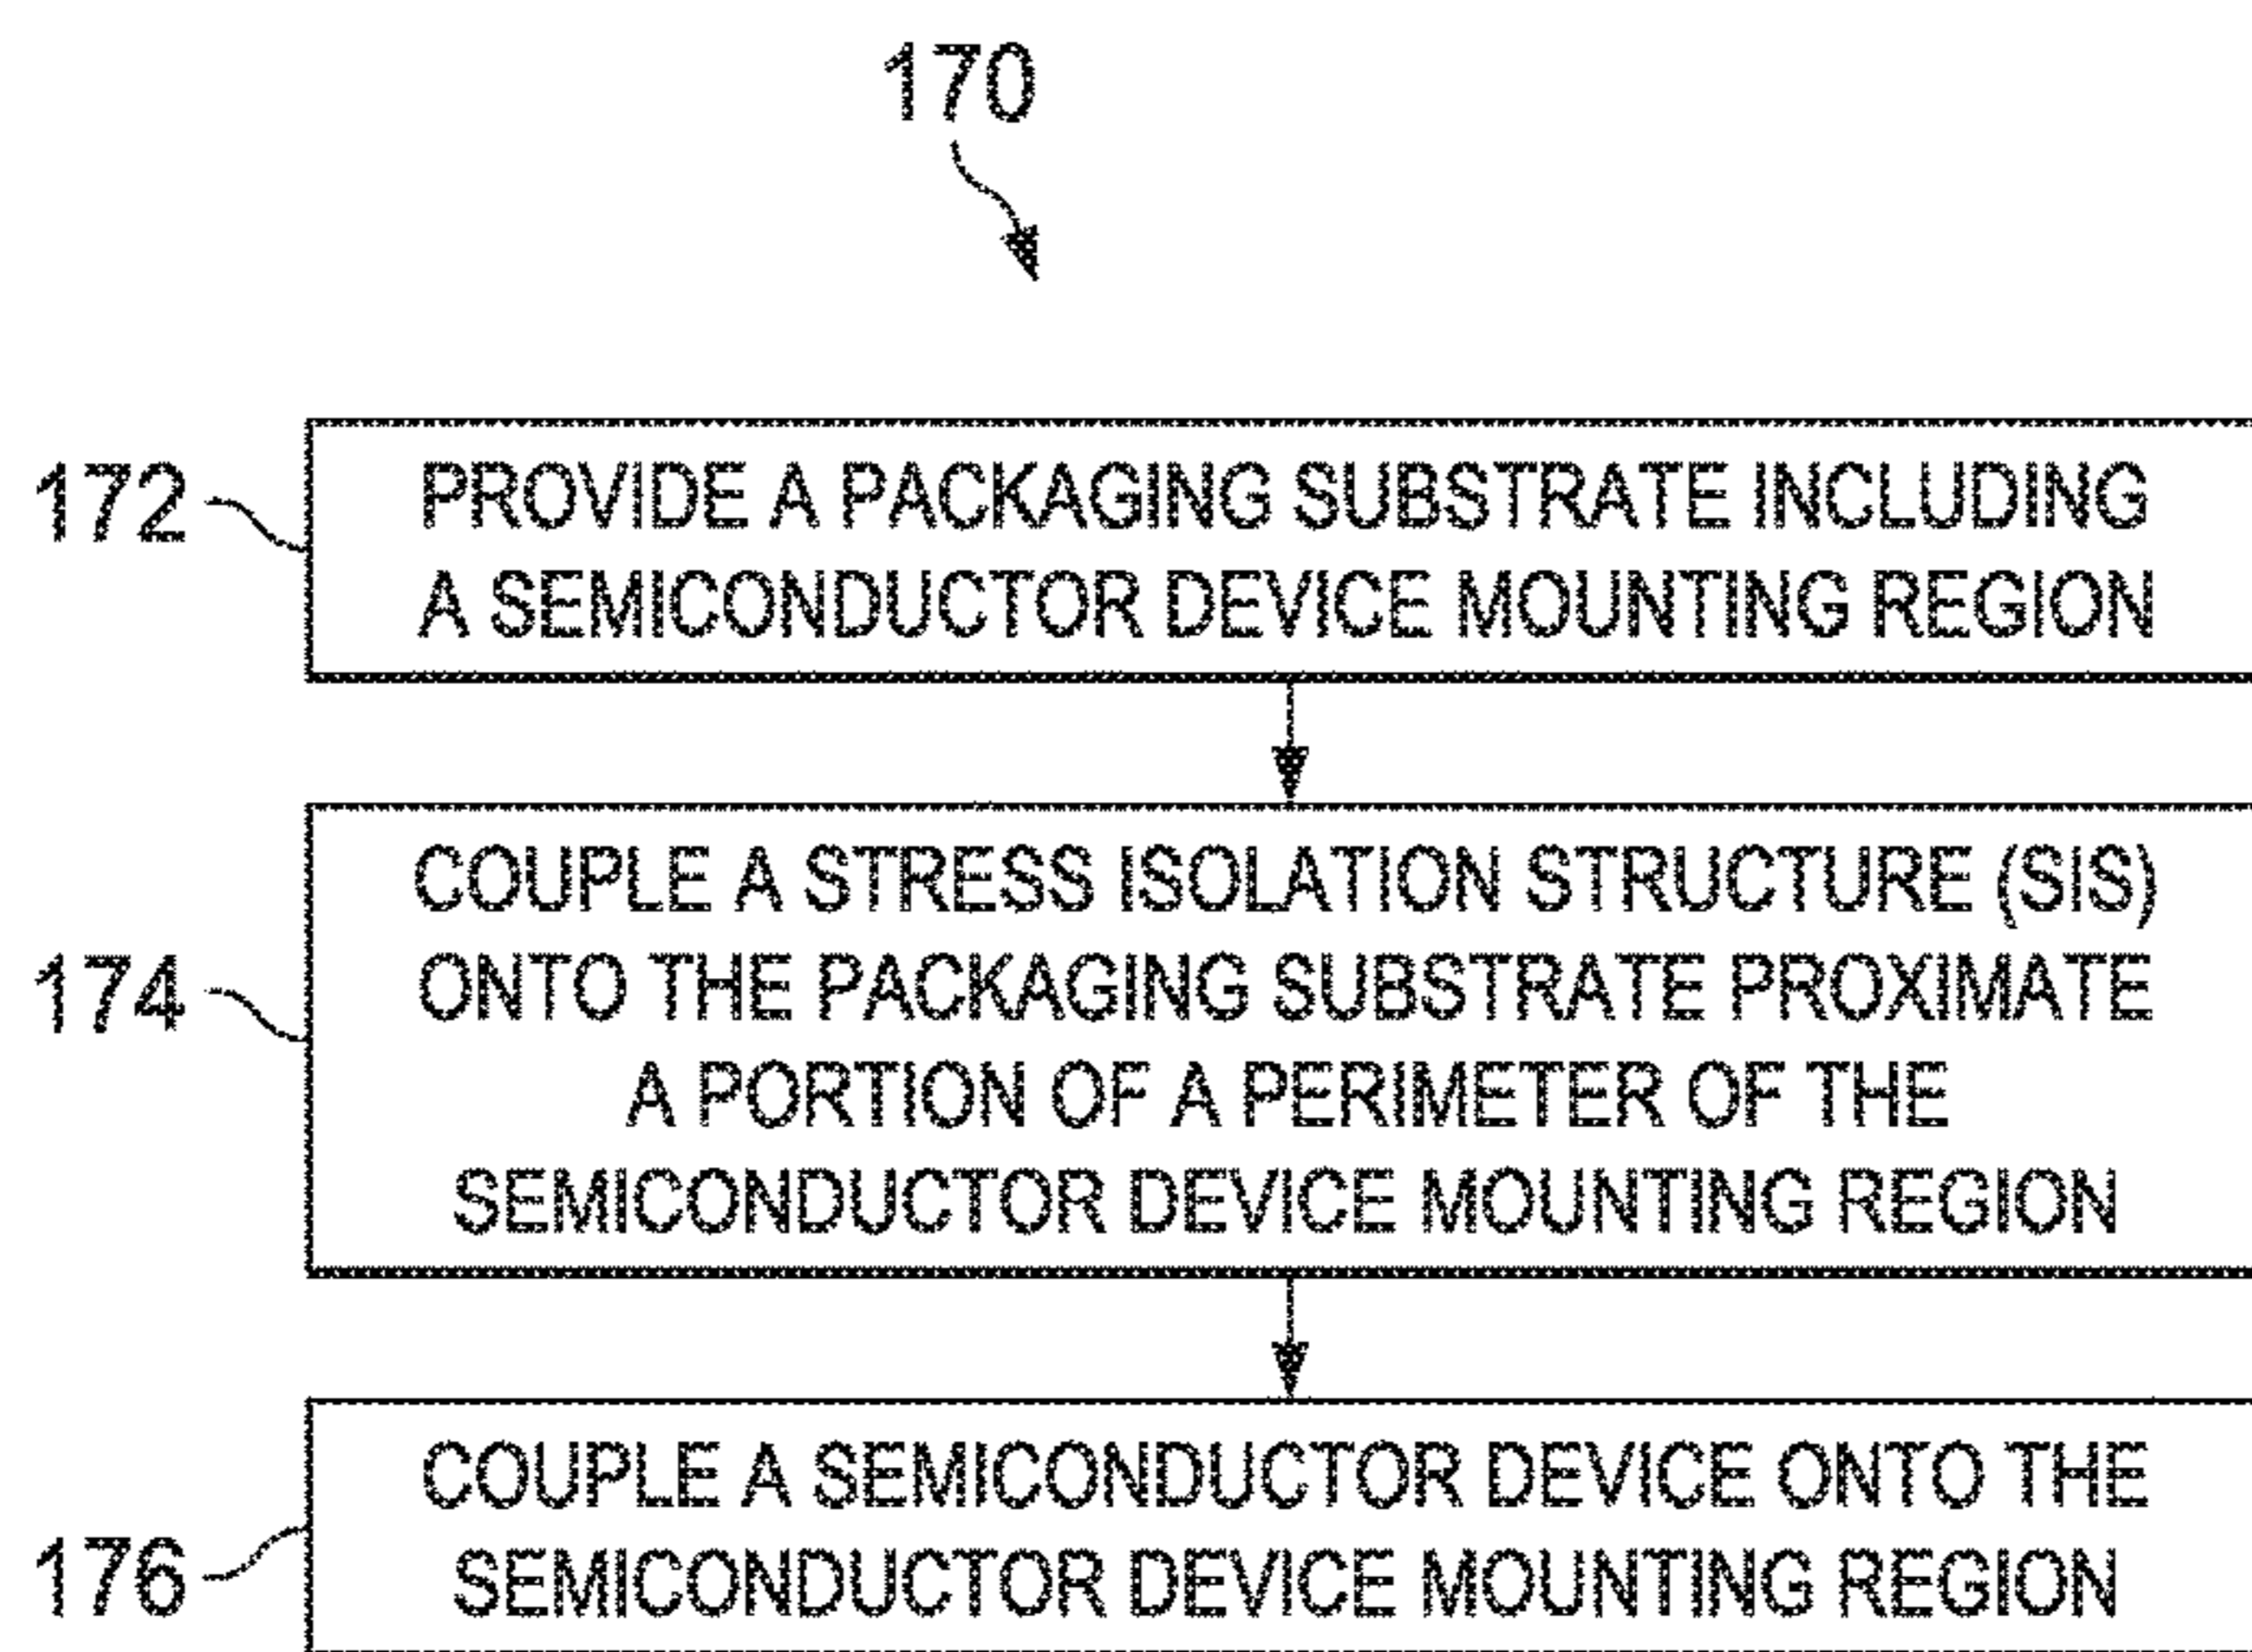 170
172
PROVIDE A PACKAGING SUBSTRATE INCLUDING
A SEMICONDUCTOR DEVICE MOUNTING REGION
174
COUPLE A STRESS ISOLATION STRUCTURE (SIS)
ONTO THE PACKAGING SUBSTRATE PROXIMATE
A PORTION OF A PERIMETER OF THE
SEMICONDUCTOR DEVICE MOUNTING REGION
176
COUPLE A SEMICONDUCTOR DEVICE ONTO THE
SEMICONDUCTOR DEVICE MOUNTING REGION